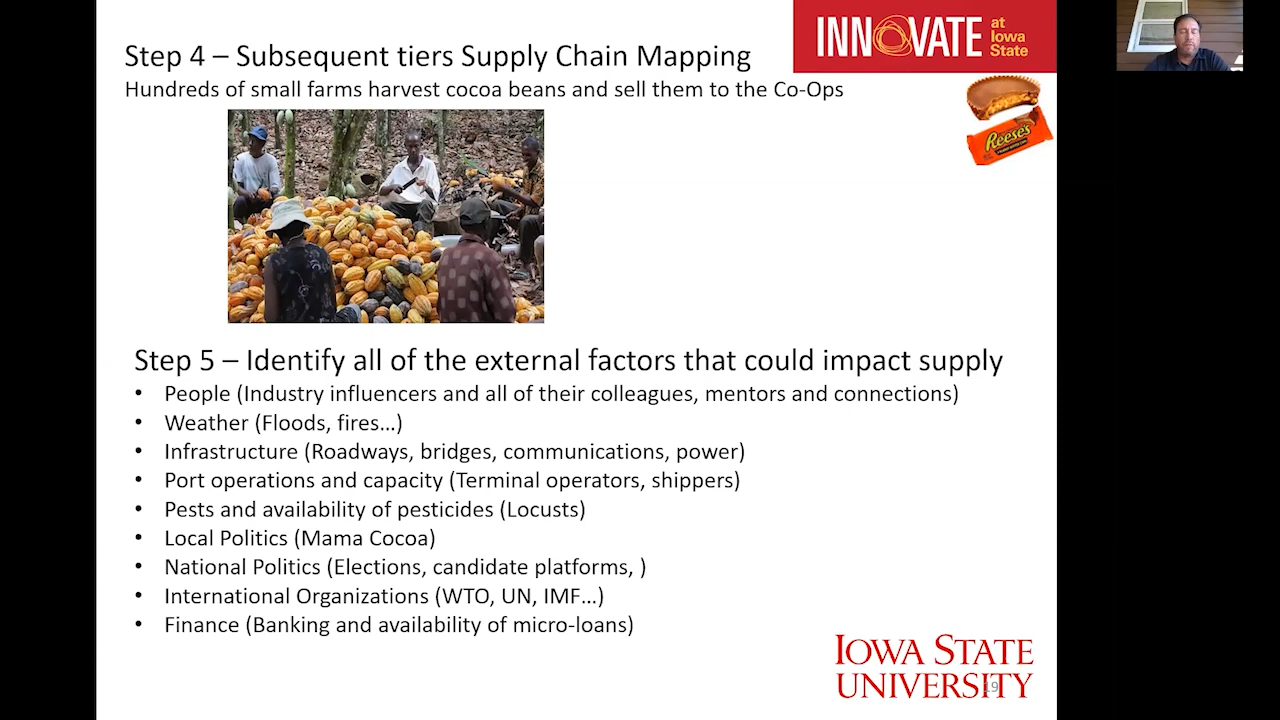 Step 4 – Subsequent tiers Supply Chain Mapping
Hundreds of small farms harvest cocoa beans and sell them to the Co-Ops
INNOVATE
at
Iowa
State
Reese's
Step 5 – Identify all of the external factors that could impact supply
• People (Industry influencers and all of their colleagues, mentors and connections)
• Weather (Floods, fires…)
• Infrastructure (Roadways, bridges, communications, power)
• Port operations and capacity (Terminal operators, shippers)
• Pests and availability of pesticides (Locusts)
• Local Politics (Mama Cocoa)
• National Politics (Elections, candidate platforms, )
• International Organizations (WTO, UN, IMF…)
• Finance (Banking and availability of micro-loans)
IOWA STATE
UNIVERSITY
19